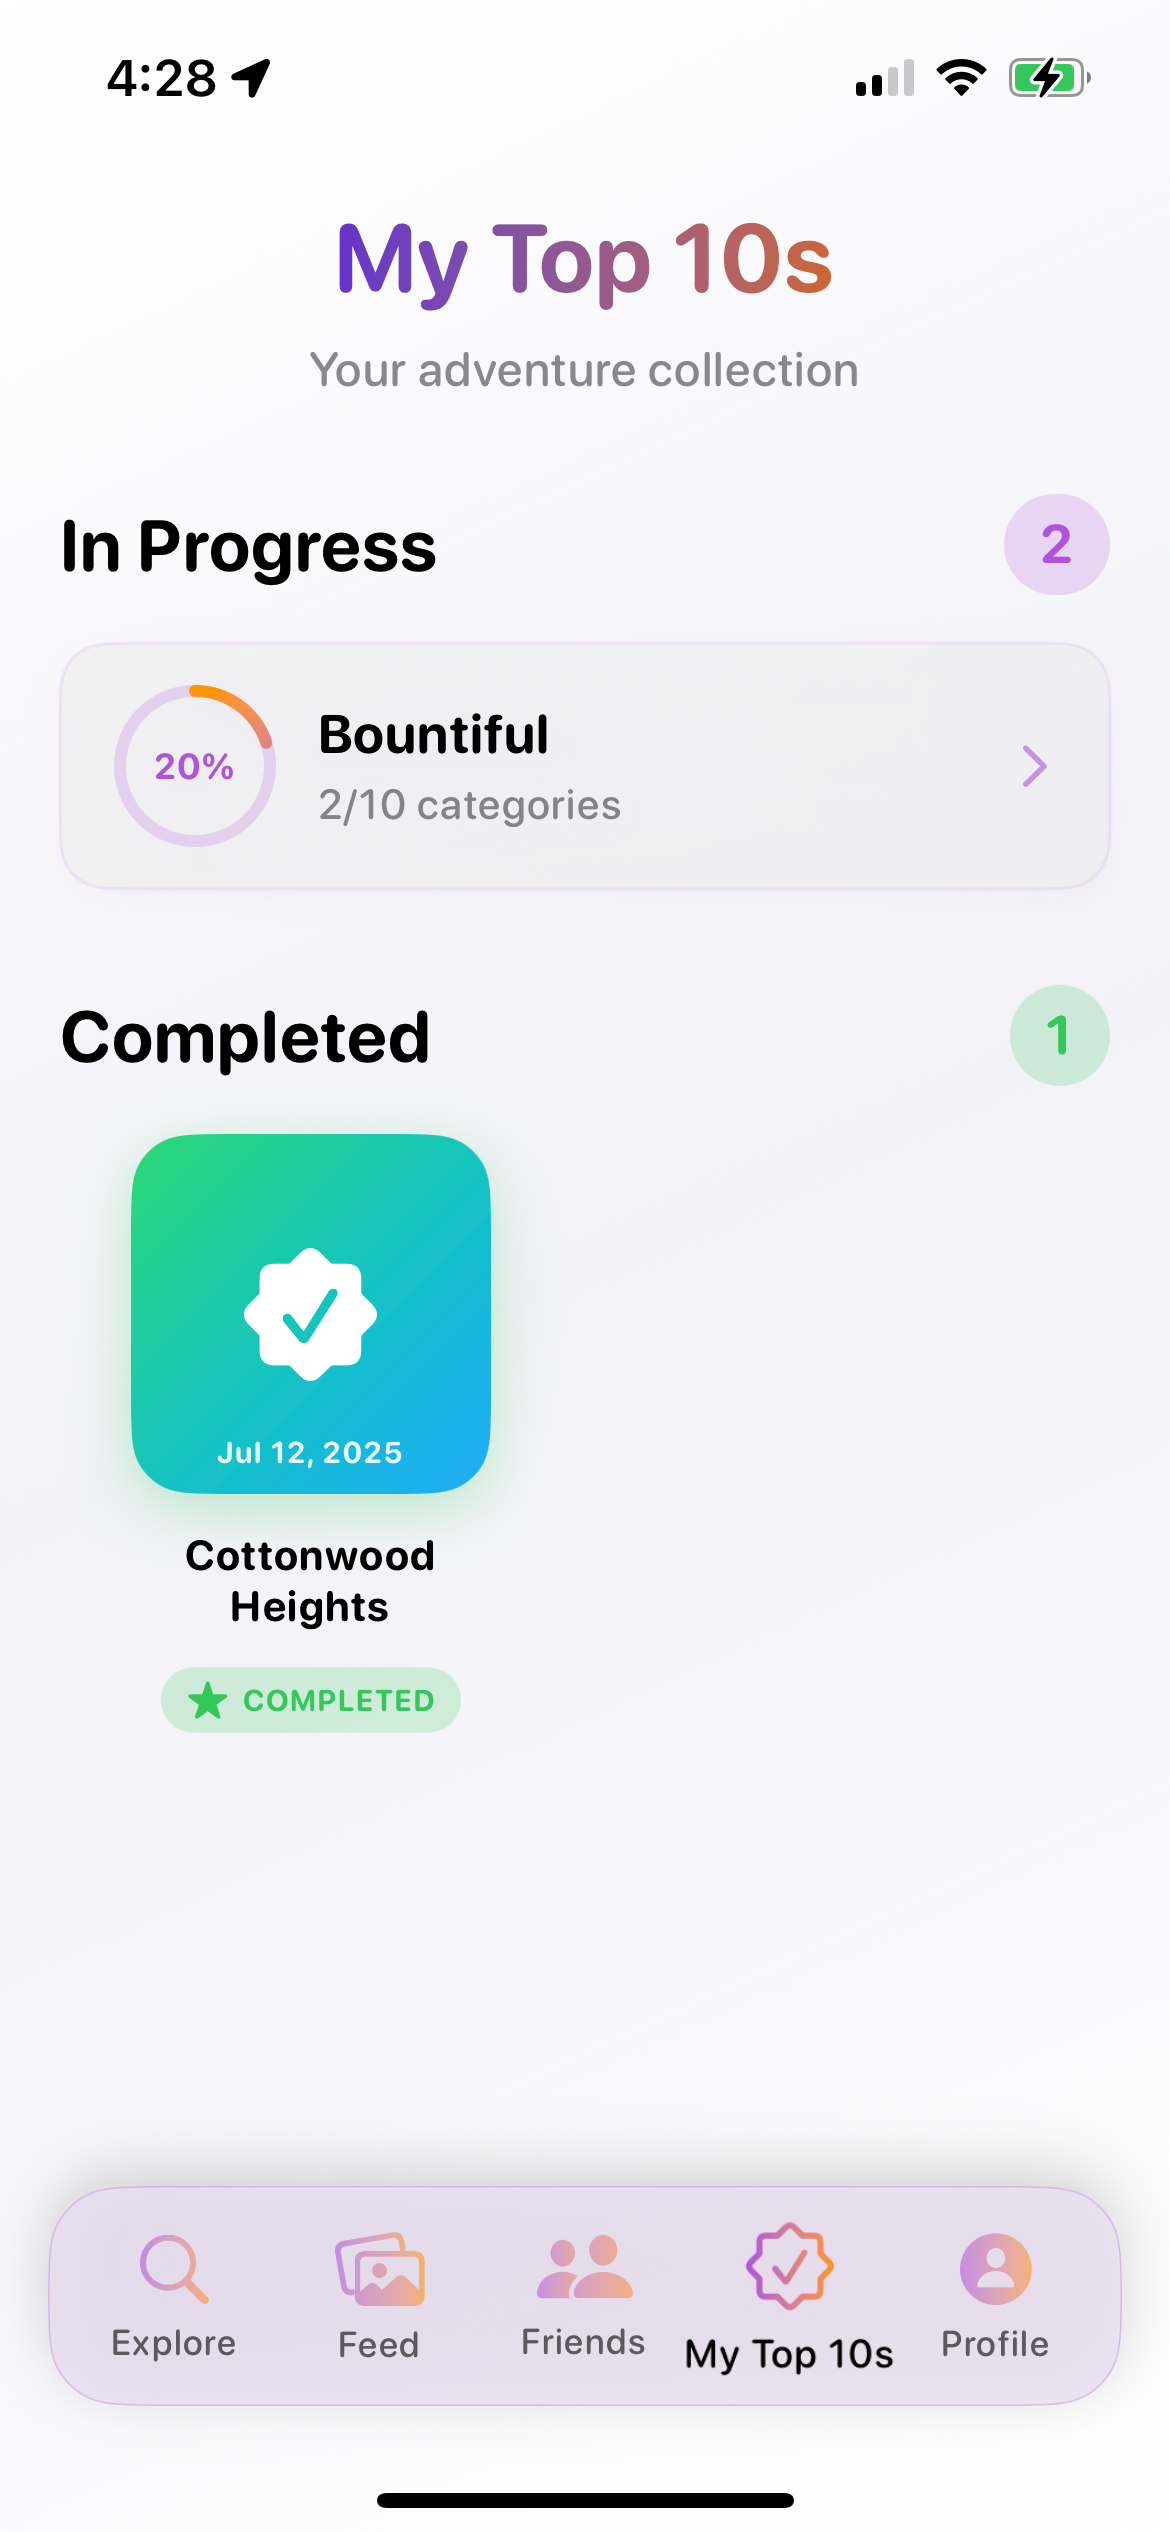 4:28
My Top 10s
Your adventure collection
In Progress
2
20%
Bountiful
2/10 categories
Completed
1
Jul 12, 2025
Cottonwood
Heights
COMPLETED
Explore
Feed
Friends
My Top 10s
Profile